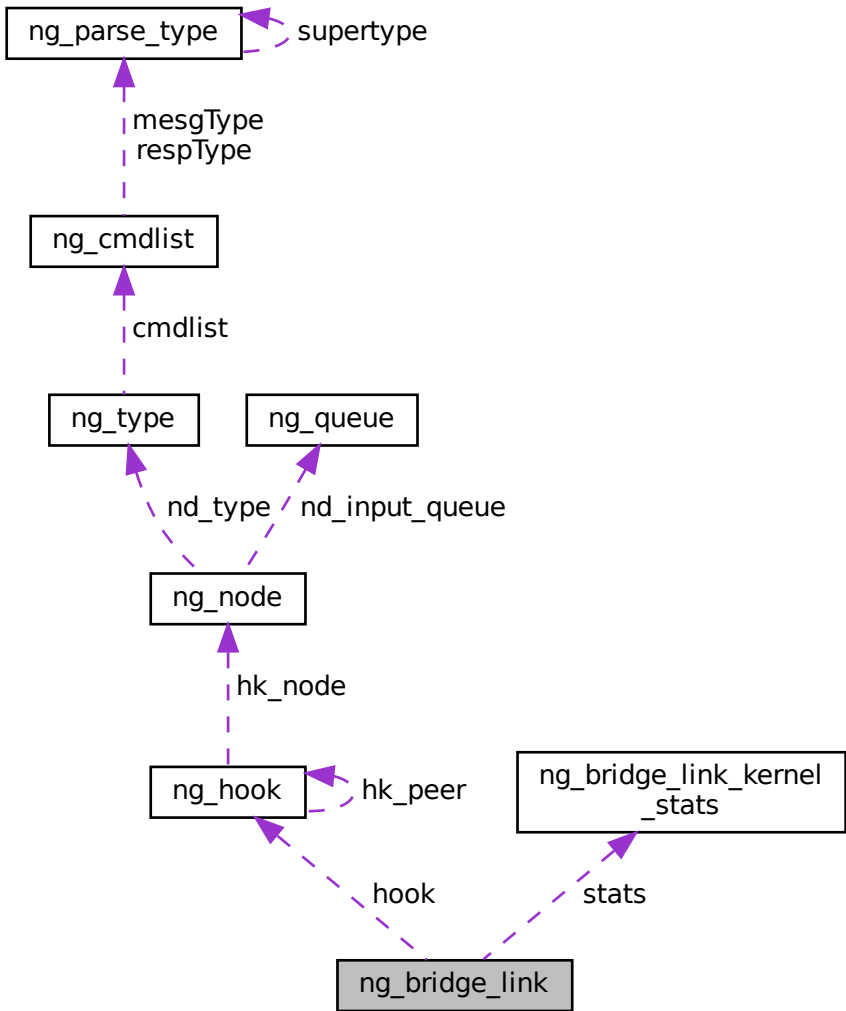 ng_parse_type
supertype
mesgType
respType
ng_cmdlist
cmdlist
ng_type
ng_queue
nd_type
nd_input_queue
ng_node
hk_node
ng_hook
hk_peer
ng_bridge_link_kernel
_stats
hook
stats
ng_bridge_link